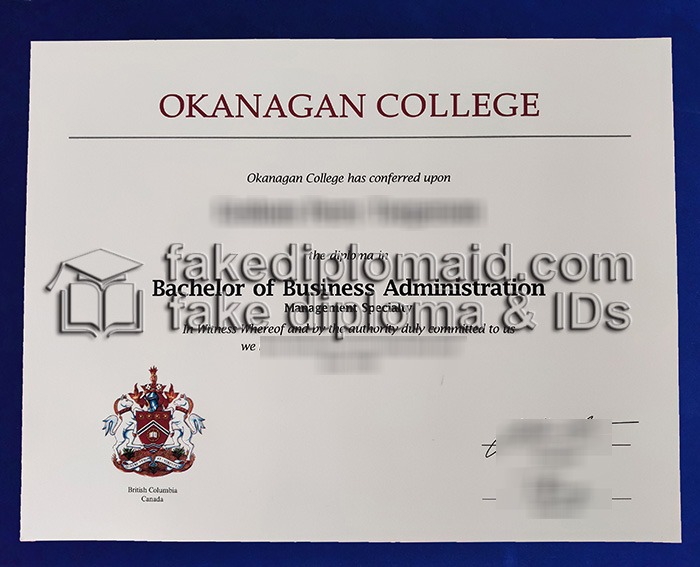 OKANAGAN COLLEGE
Okanagan College has conferred upon
the diploma in
fakediplomaid.com
Bachelor of Business Administration
fake diploma & IDs
Management Specialty
In Witness Whereof and by the authority duly committed to us
we
British Columbia
Canada